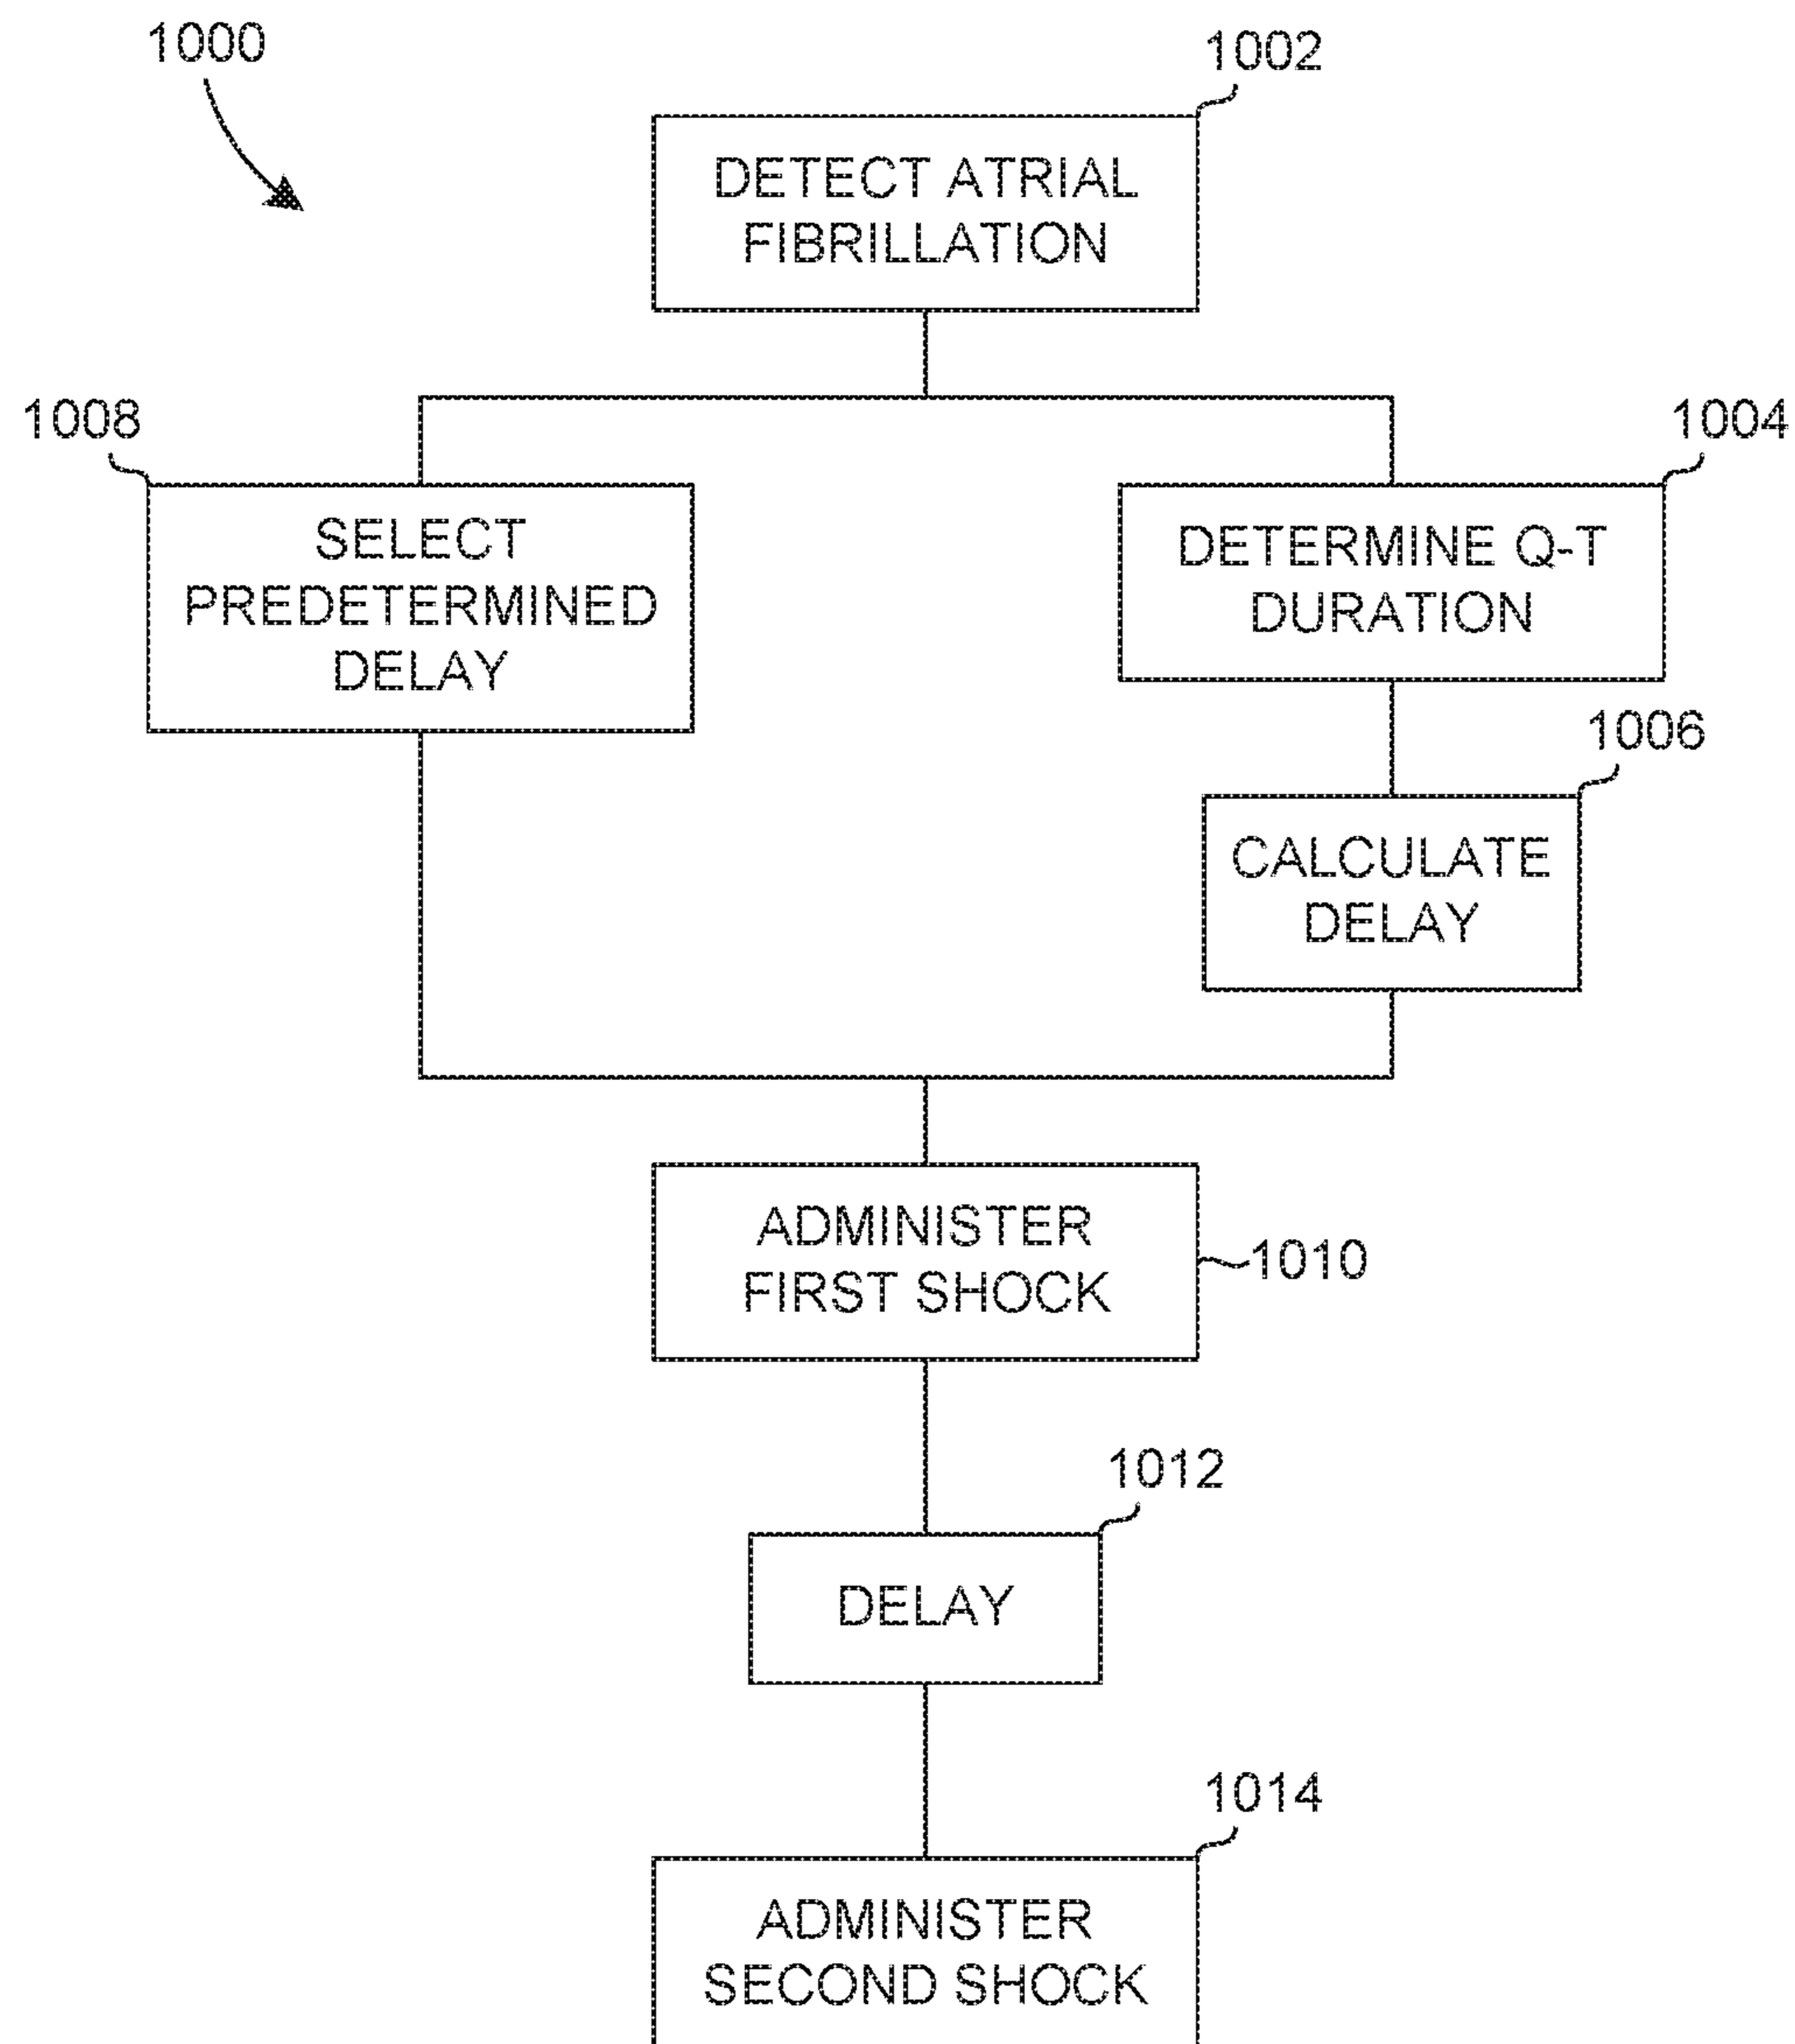 1000
1002
DETECT ATRIAL
FIBRILLATION
1008
1004
SELECT
PREDETERMINED
DELAY
DETERMINE Q-T
DURATION
1006
CALCULATE
DELAY
ADMINISTER
FIRST SHOCK
1010
1012
DELAY
1014
ADMINISTER
SECOND SHOCK